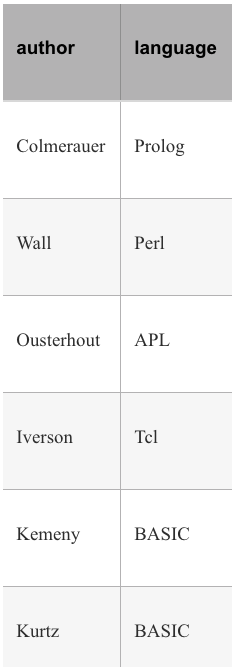 author language
Colmerauer Prolog
Wall Perl
Ousterhout APL
Iverson Tcl
Kemeny BASIC
Kurtz BASIC